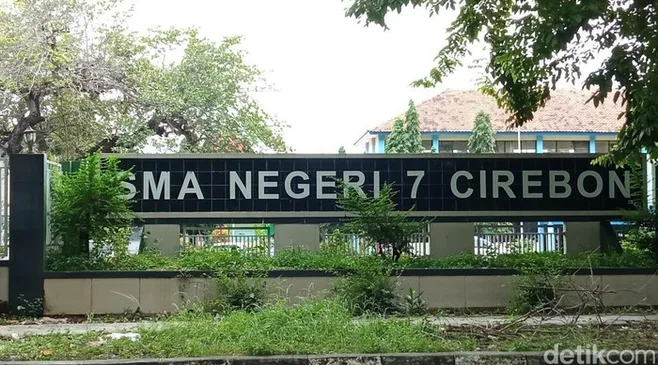 SMA NEGERI 7 CIREBON
detikcom